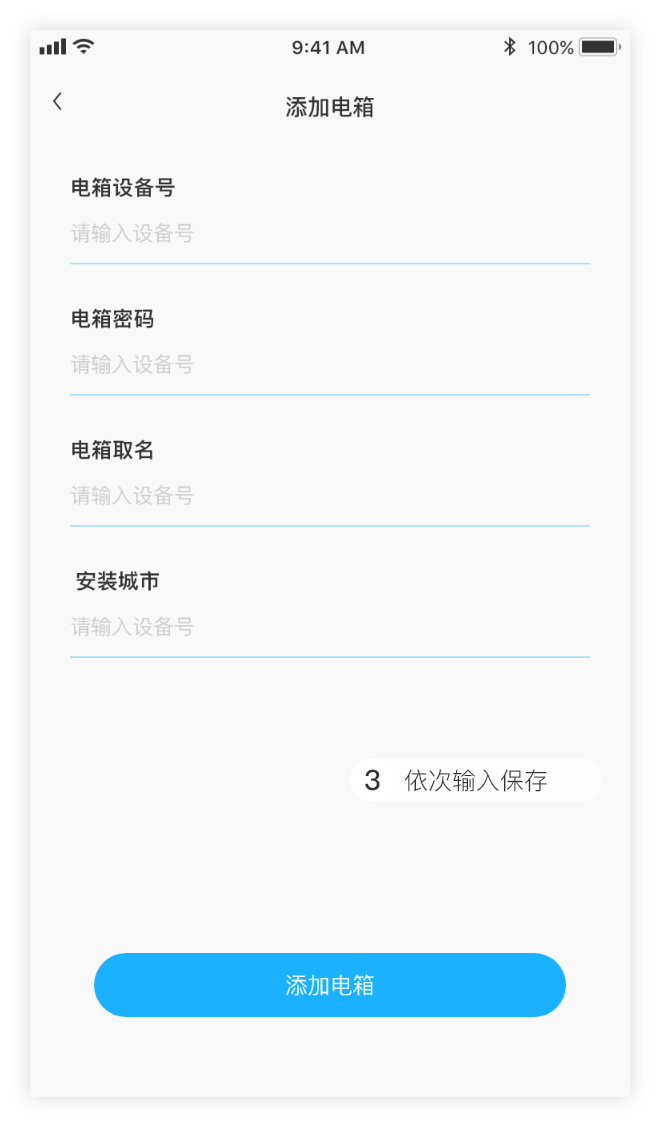 9:41 AM 100%
添加电箱
电箱设备号
请输入设备号
电箱密码
请输入设备号
电箱取名
请输入设备号
安装城市
请输入设备号
3 依次输入保存
添加电箱